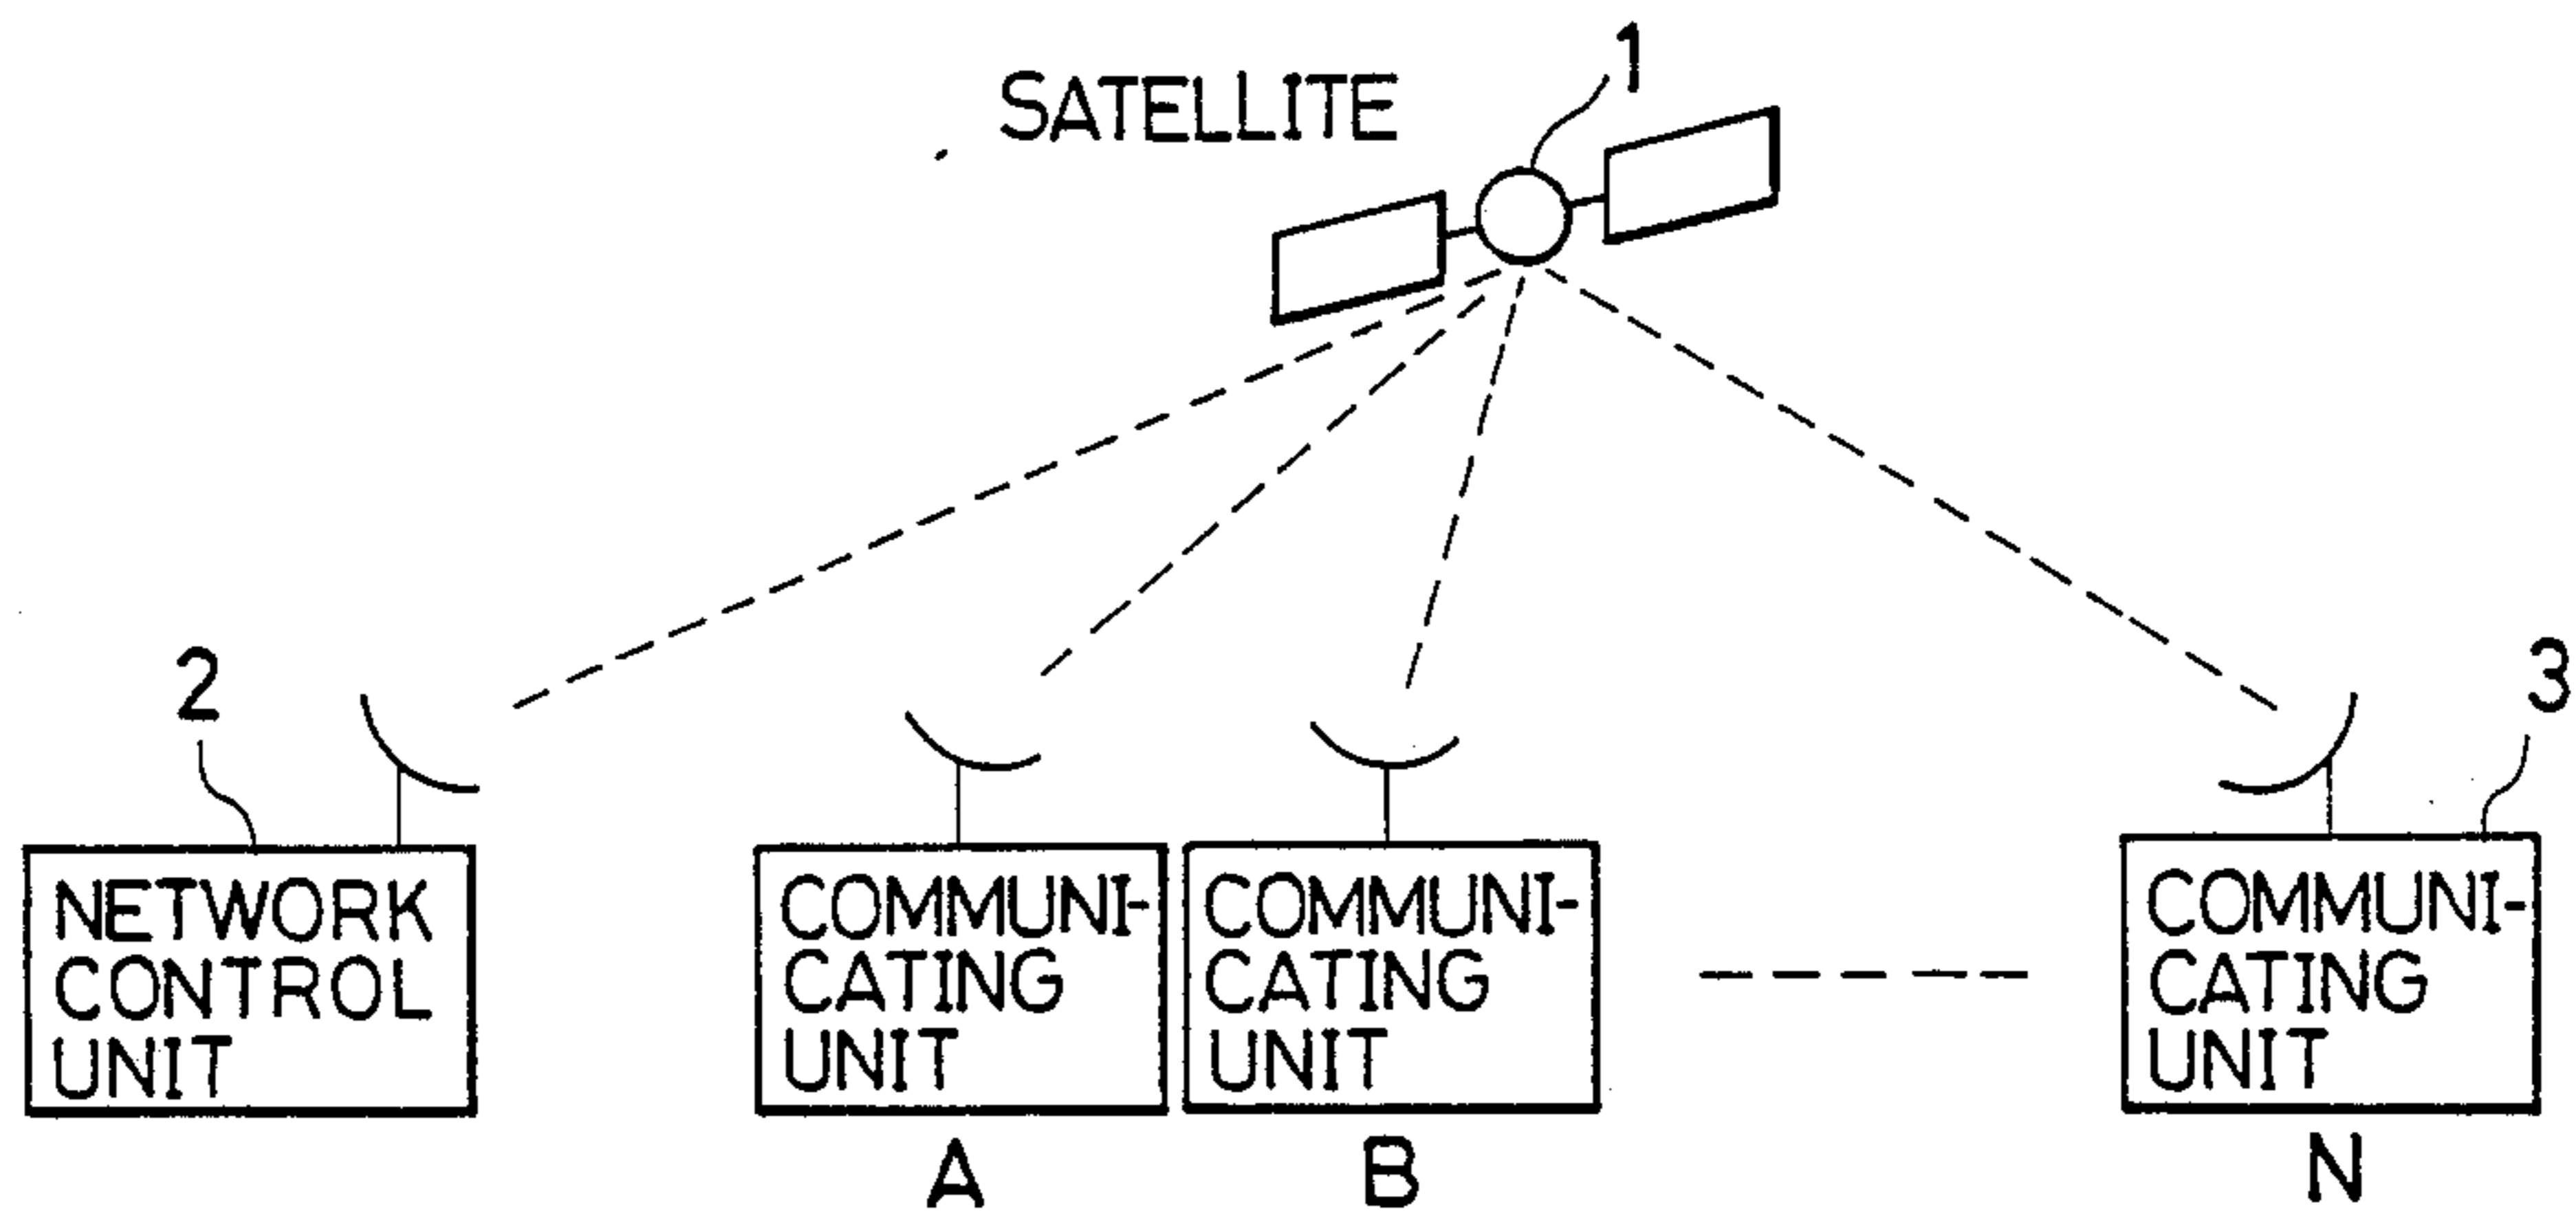 1
SATELLITE
2
3
NETWORK
CONTROL
UNIT
COMMUNI-
CATING
UNIT
A
COMMUNI-
CATING
UNIT
B
COMMUNI-
CATING
UNIT
N